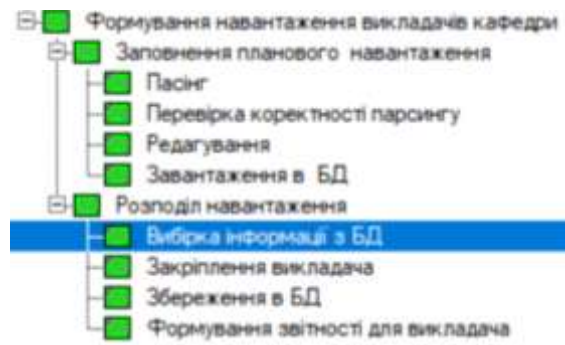 Формування навантаження викладачів кафедри
Заповнення планового навантаження
Пасінг
Перевірка коректності парсингу
Редагування
Завантаження в БД
Розподіл навантаження
Вибірка інформації з БД
Закріплення викладача
Збереження в БД
Формування звітності для викладача